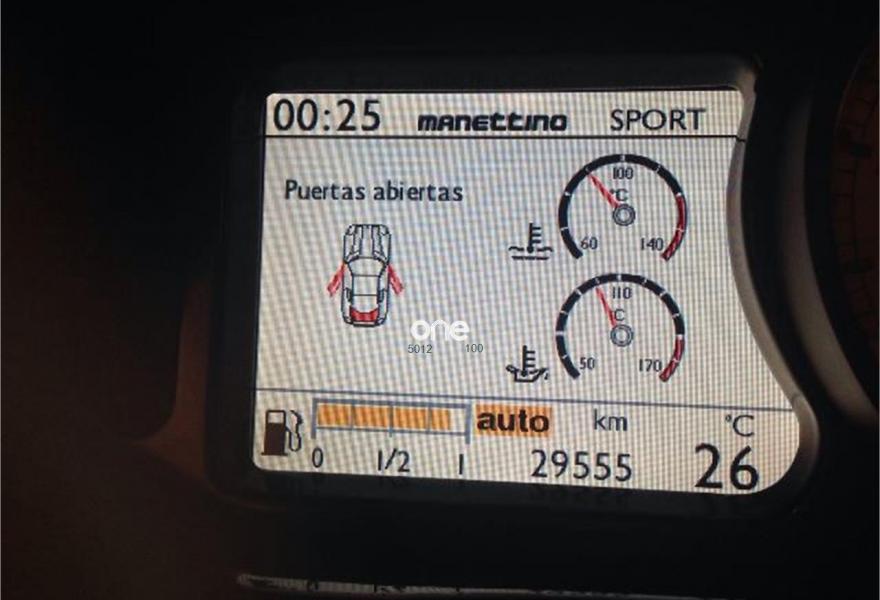 00:25 manettino SPORT
Puertas abiertas
100
°C
60 140
110
°C
50 170
one
5012 100
auto km °C
0 1/2 1 29555 26